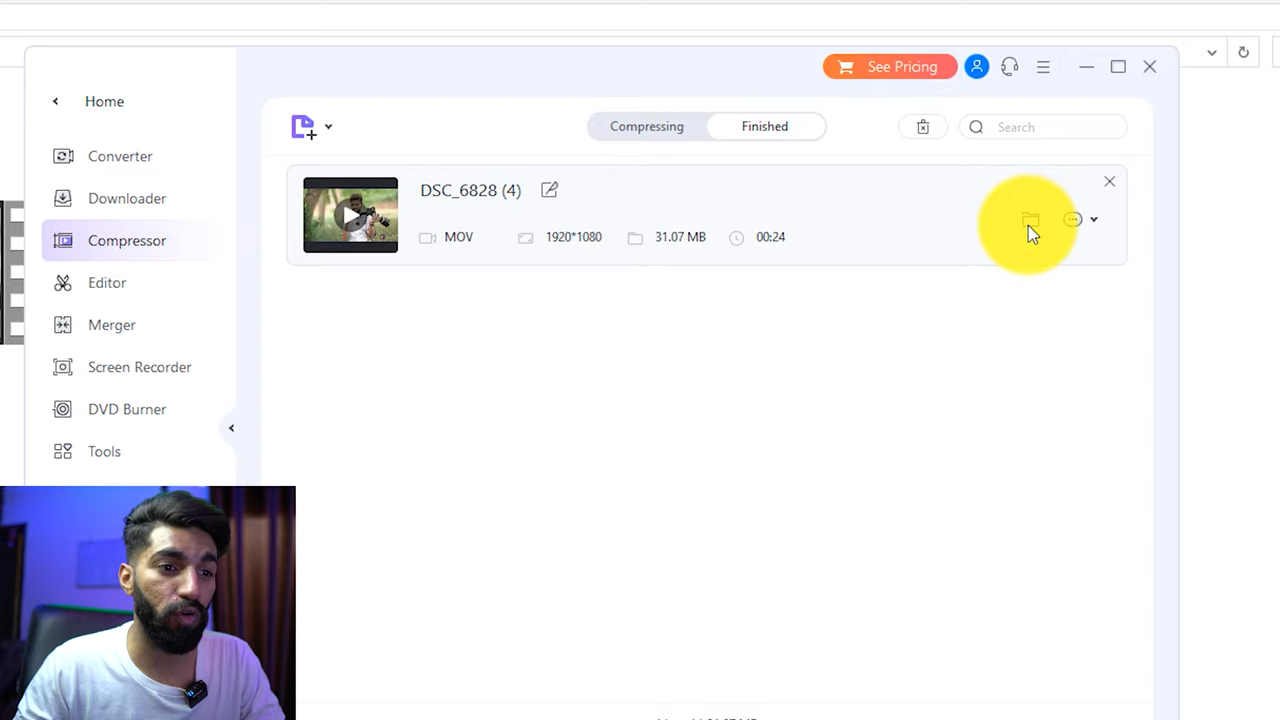 See Pricing
Home
Compressing
Finished
Search
Converter
Downloader
Compressor
Editor
Merger
Screen Recorder
DVD Burner
Tools
DSC_6828 (4)
MOV
1920*1080
31.07 MB
00:24